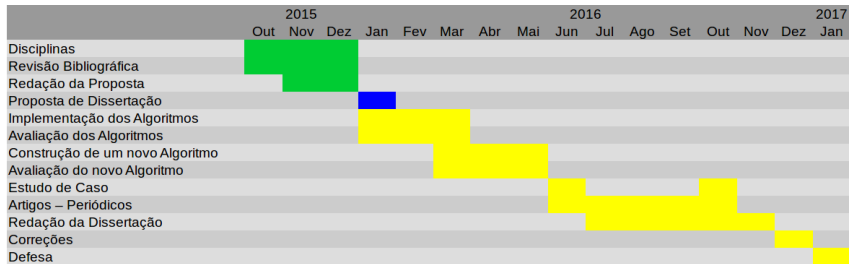 2015 2016 2017
Out Nov Dez Jan Fev Mar Abr Mai Jun Jul Ago Set Out Nov Dez Jan
Disciplinas
Revisão Bibliográfica
Redação da Proposta
Proposta de Dissertação
Implementação dos Algoritmos
Avaliação dos Algoritmos
Construção de um novo Algoritmo
Avaliação do novo Algoritmo
Estudo de Caso
Artigos – Periódicos
Redação da Dissertação
Correções
Defesa